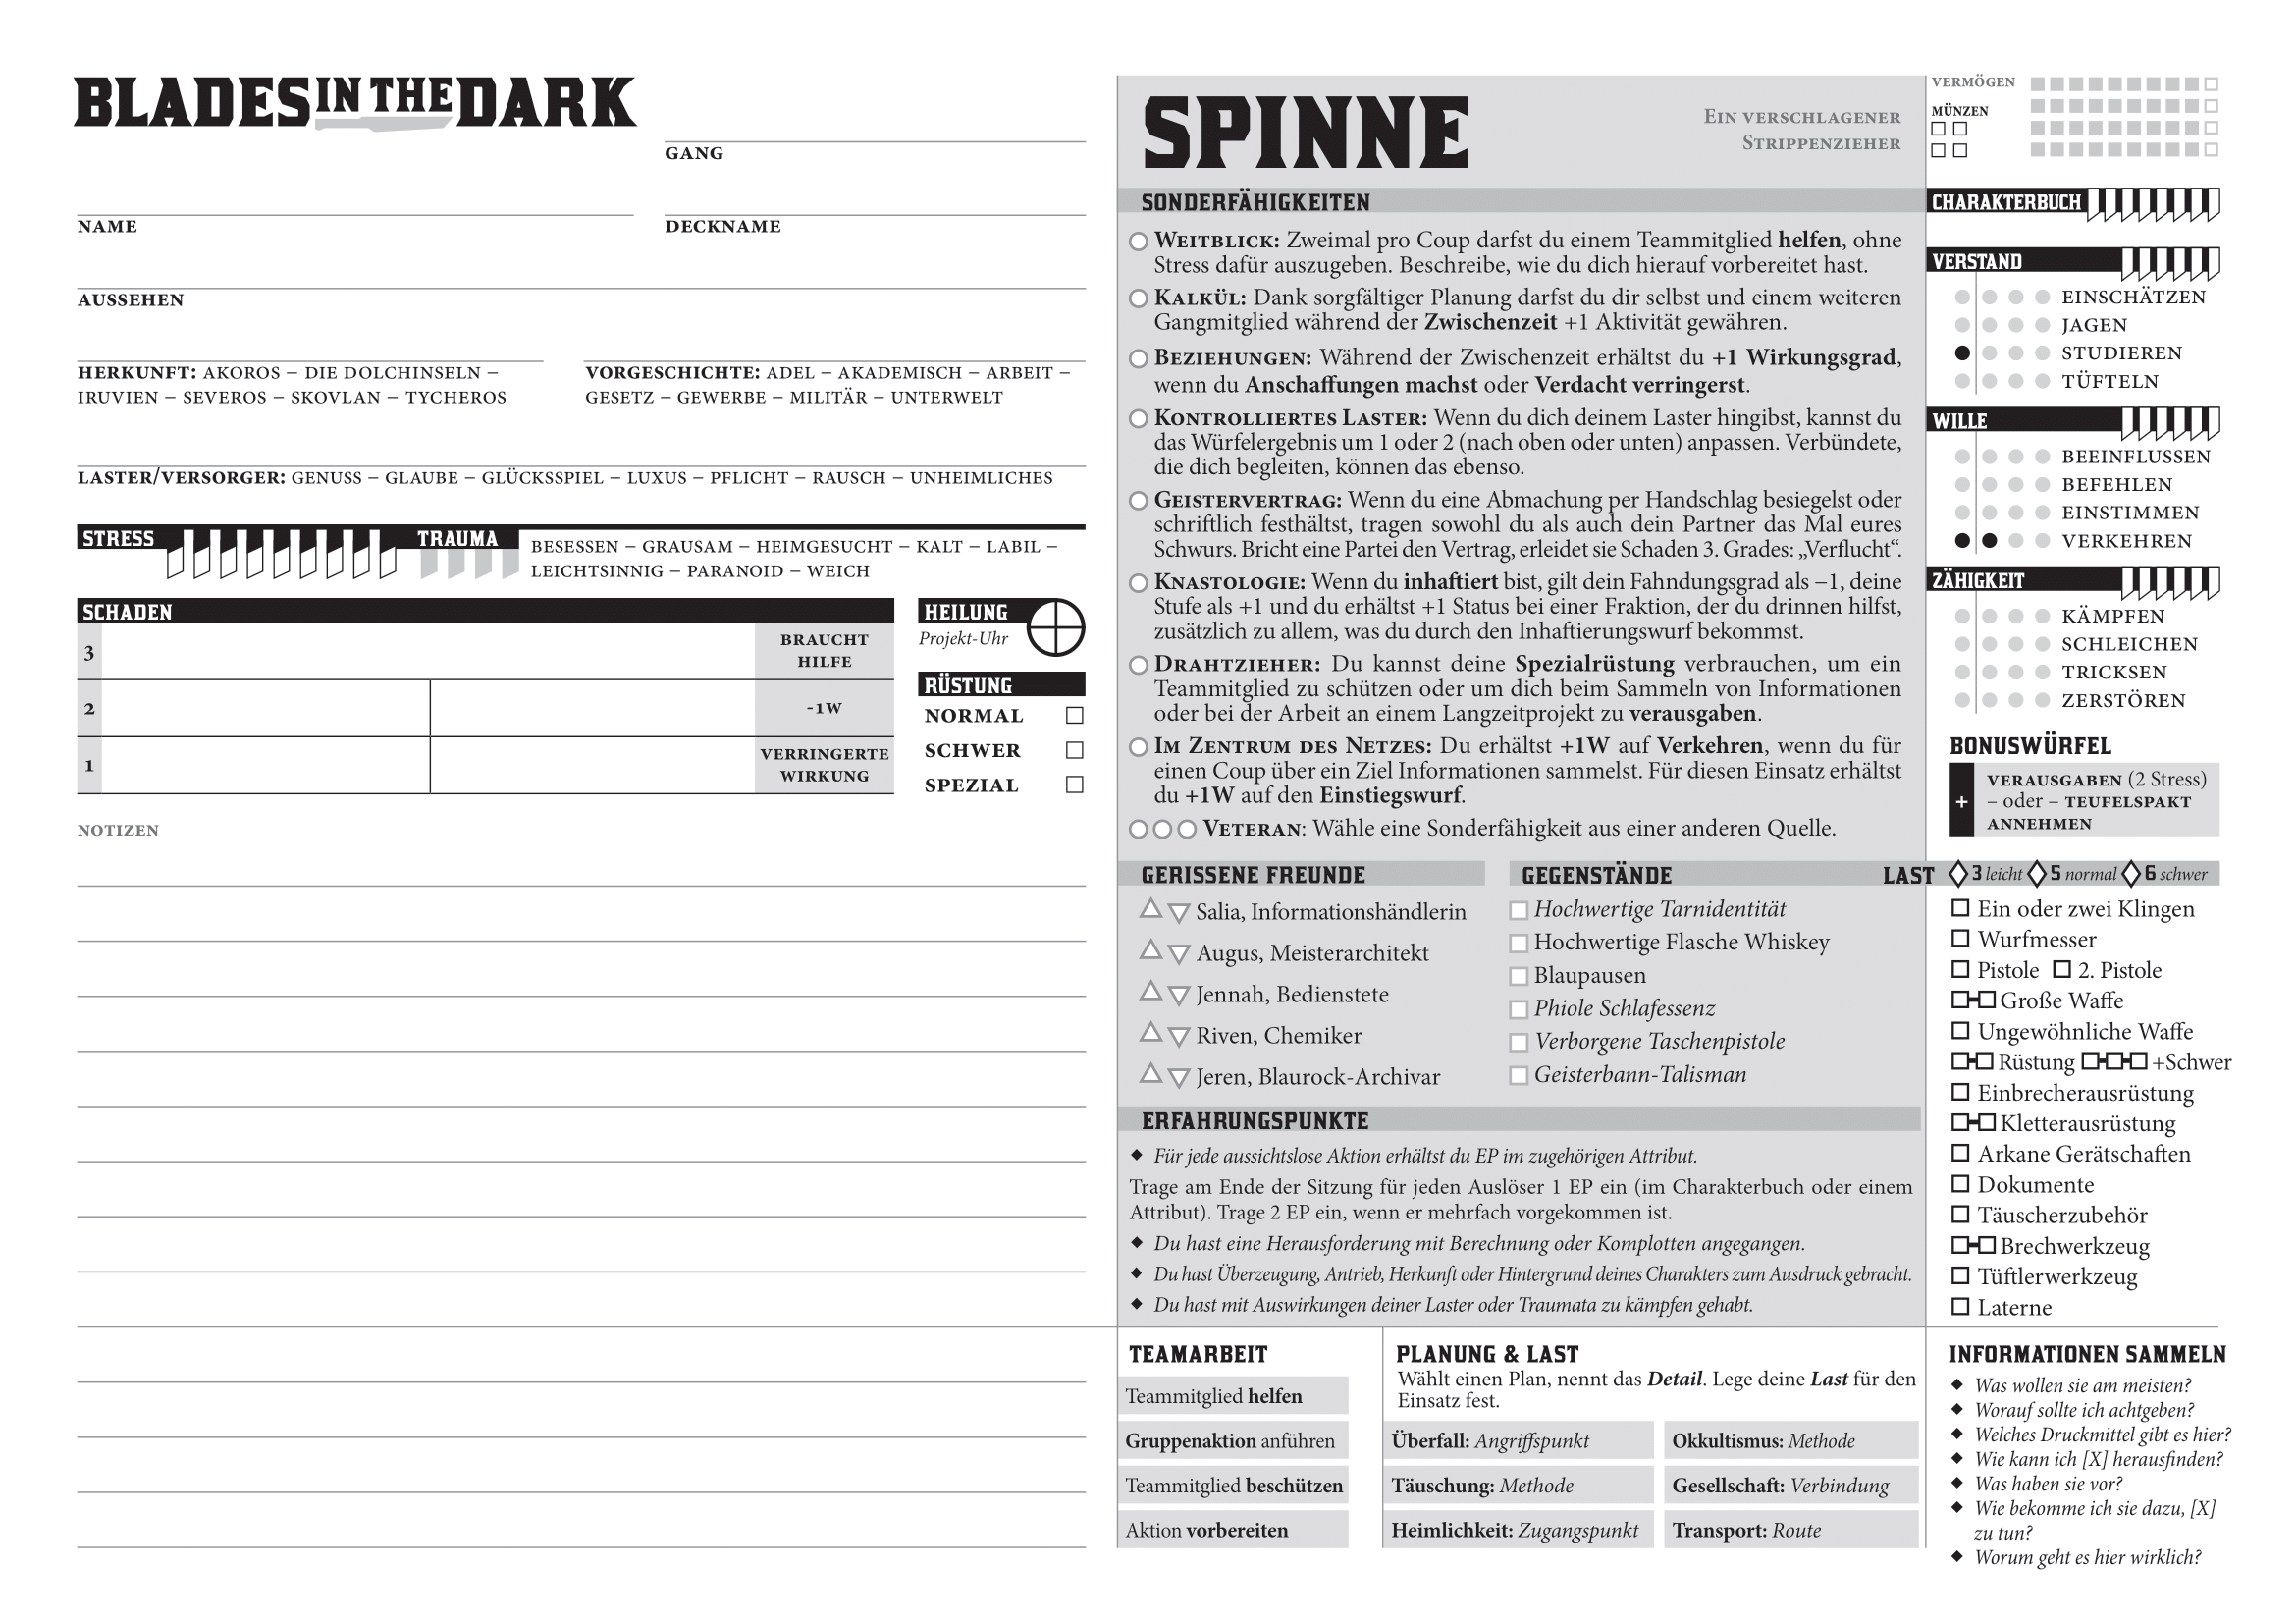 BLADES IN THE DARK
GANG
NAME
DECKNAME
AUSSEHEN
HERKUNFT: AKOROS – DIE DOLCHINSELN –
IRUVIEN – SEVEROS – SKOVLAN – TYCHEROS
VORGESCHICHTE: ADEL – AKADEMISCH – ARBEIT –
GESETZ – GEWERBE – MILITÄR – UNTERWELT
LASTER/VERSORGER: GENUSS – GLAUBE – GLÜCKSSPIEL – LUXUS – PFLICHT – RAUSCH – UNHEIMLICHES
STRESS
TRAUMA
BESESSEN – GRAUSAM – HEIMGESUCHT – KALT – LABIL –
LEICHTSINNIG – PARANOID – WEICH
SCHADEN
3
BRAUCHT
HILFE
2
-1W
1
VERRINGERTE
WIRKUNG
HEILUNG
Projekt-Uhr
RÜSTUNG
NORMAL
SCHWER
SPEZIAL
NOTIZEN
SPINNE
EIN VERSCHLAGENER
STRIPPENZIEHER
SONDERFÄHIGKEITEN
WEITBLICK: Zweimal pro Coup darfst du einem Teammitglied helfen, ohne
Stress dafür auszugeben. Beschreibe, wie du dich hierauf vorbereitet hast.
KALKÜL: Dank sorgfältiger Planung darfst du dir selbst und einem weiteren
Gangmitglied während der Zwischenzeit +1 Aktivität gewähren.
BEZIEHUNGEN: Während der Zwischenzeit erhältst du +1 Wirkungsgrad,
wenn du Anschaffungen machst oder Verdacht verringerst.
KONTROLLIERTES LASTER: Wenn du dich deinem Laster hingibst, kannst du
das Würfelergebnis um 1 oder 2 (nach oben oder unten) anpassen. Verbündete,
die dich begleiten, können das ebenso.
GEISTERVERTRAG: Wenn du eine Abmachung per Handschlag besiegelst oder
schriftlich festhältst, tragen sowohl du als auch dein Partner das Mal eures
Schwurs. Bricht eine Partei den Vertrag, erleidet sie Schaden 3. Grades: „Verflucht“.
KNASTOLOGIE: Wenn du inhaftiert bist, gilt dein Fahndungsgrad als −1, deine
Stufe als +1 und du erhältst +1 Status bei einer Fraktion, der du drinnen hilfst,
zusätzlich zu allem, was du durch den Inhaftierungswurf bekommst.
DRAHTZIEHER: Du kannst deine Spezialrüstung verbrauchen, um ein
Teammitglied zu schützen oder um dich beim Sammeln von Informationen
oder bei der Arbeit an einem Langzeitprojekt zu verausgaben.
IM ZENTRUM DES NETZES: Du erhältst +1W auf Verkehren, wenn du für
einen Coup über ein Ziel Informationen sammelst. Für diesen Einsatz erhältst
du +1W auf den Einstiegswurf.
VETERAN: Wähle eine Sonderfähigkeit aus einer anderen Quelle.
GERISSENE FREUNDE
Salia, Informationshändlerin
Augus, Meisterarchitekt
Jennah, Bedienstete
Riven, Chemiker
Jeren, Blaurock-Archivar
GEGENSTÄNDE
Hochwertige Tarnidentität
Hochwertige Flasche Whiskey
Blaupausen
Phiole Schlafessenz
Verborgene Taschenpistole
Geisterbann-Talisman
ERFAHRUNGSPUNKTE
Für jede aussichtslose Aktion erhältst du EP im zugehörigen Attribut.
Trage am Ende der Sitzung für jeden Auslöser 1 EP ein (im Charakterbuch oder einem
Attribut). Trage 2 EP ein, wenn er mehrfach vorgekommen ist.
Du hast eine Herausforderung mit Berechnung oder Komplotten angegangen.
Du hast Überzeugung, Antrieb, Herkunft oder Hintergrund deines Charakters zum Ausdruck gebracht.
Du hast mit Auswirkungen deiner Laster oder Traumata zu kämpfen gehabt.
TEAMARBEIT
Teammitglied helfen
Gruppenaktion anführen
Teammitglied beschützen
Aktion vorbereiten
PLANUNG & LAST
Wählt einen Plan, nennt das Detail. Lege deine Last für den
Einsatz fest.
Überfall: Angriffspunkt
Okkultismus: Methode
Täuschung: Methode
Gesellschaft: Verbindung
Heimlichkeit: Zugangspunkt
Transport: Route
VERMÖGEN
MÜNZEN
CHARAKTERBUCH
VERSTAND
EINSCHÄTZEN
JAGEN
STUDIEREN
TÜFTELN
WILLE
BEEINFLUSSEN
BEFEHLEN
EINSTIMMEN
VERKEHREN
ZÄHIGKEIT
KÄMPFEN
SCHLEICHEN
TRICKSEN
ZERSTÖREN
BONUSWÜRFEL
+
VERAUSGABEN (2 Stress)
– oder – TEUFELSPAKT
ANNEHMEN
LAST 3 leicht 5 normal 6 schwer
Ein oder zwei Klingen
Wurfmesser
Pistole 2. Pistole
Große Waffe
Ungewöhnliche Waffe
Rüstung +Schwer
Einbrecherausrüstung
Kletterausrüstung
Arkane Gerätschaften
Dokumente
Täuscherzubehör
Brechwerkzeug
Tüftlerwerkzeug
Laterne
INFORMATIONEN SAMMELN
Was wollen sie am meisten?
Worauf sollte ich achtgeben?
Welches Druckmittel gibt es hier?
Wie kann ich [X] herausfinden?
Was haben sie vor?
Wie bekomme ich sie dazu, [X]
zu tun?
Worum geht es hier wirklich?